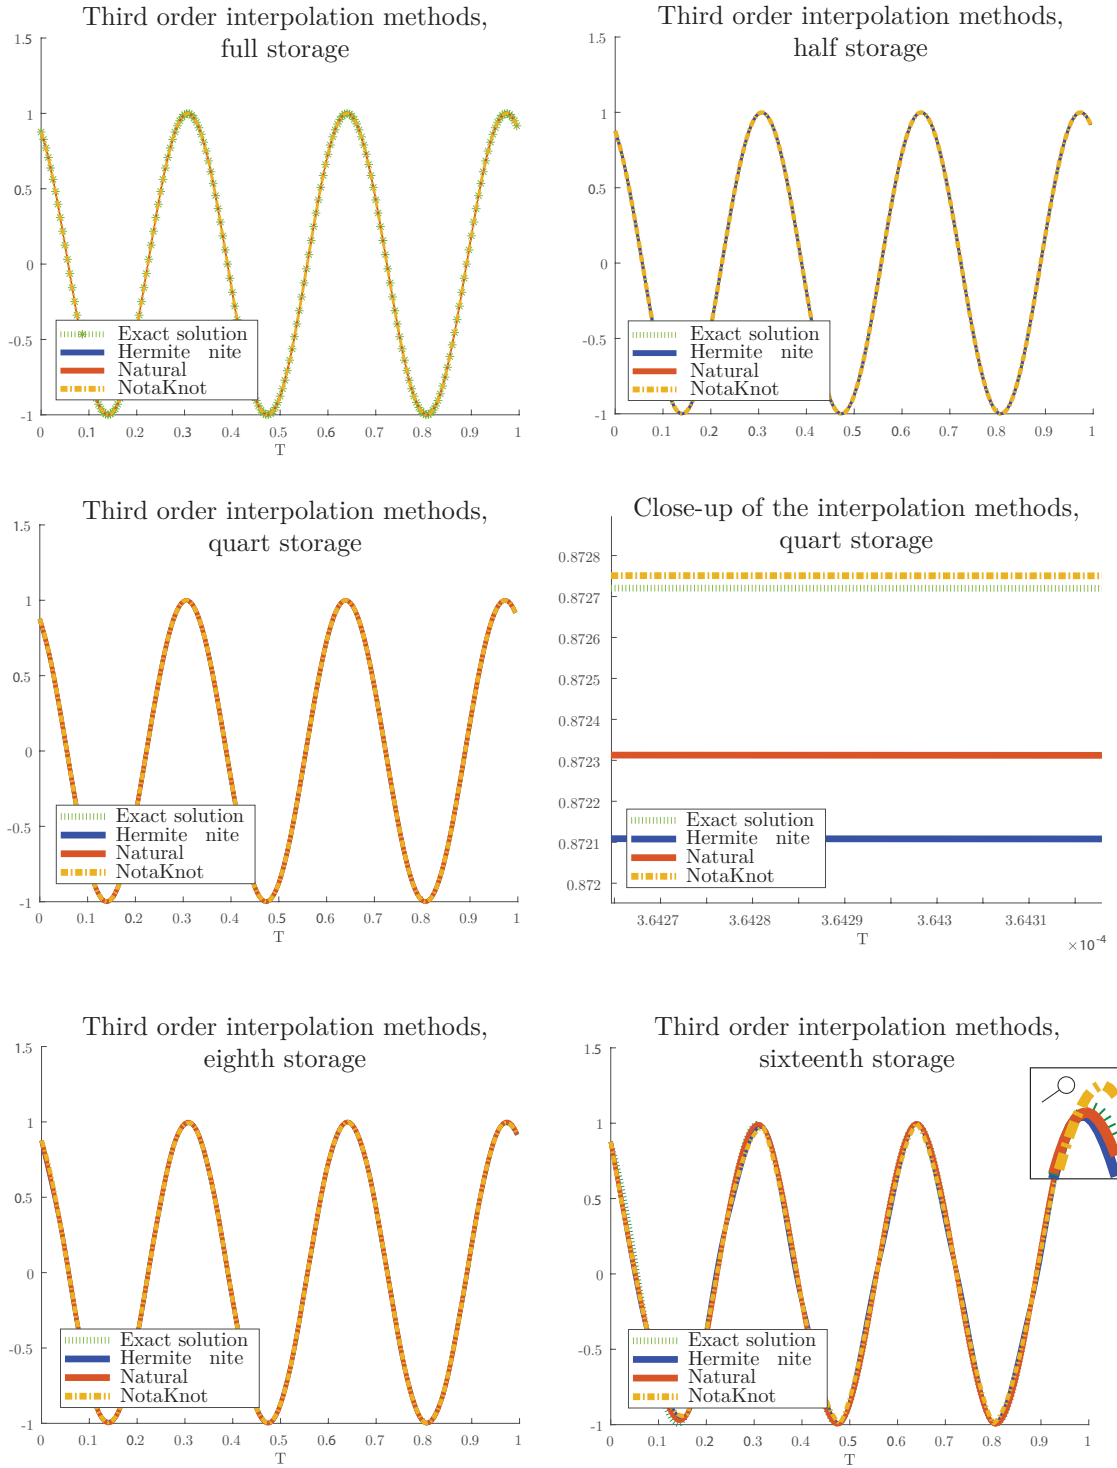 Third order interpolation methods,
full storage
1.5
1
0.5
0
-0.5
-1
Exact solution
Hermite nite
Natural
NotaKnot
0 0.1 0.2 0.3 0.4 0.5 0.6 0.7 0.8 0.9 1
T
Third order interpolation methods,
half storage
1.5
1
0.5
0
-0.5
-1
Exact solution
Hermite nite
Natural
NotaKnot
0 0.1 0.2 0.3 0.4 0.5 0.6 0.7 0.8 0.9 1
Third order interpolation methods,
quart storage
1.5
1
0.5
0
-0.5
-1
Exact solution
Hermite nite
Natural
NotaKnot
0 0.1 0.2 0.3 0.4 0.5 0.6 0.7 0.8 0.9 1
T
Close-up of the interpolation methods,
quart storage
0.8728
0.8727
0.8726
0.8725
0.8724
0.8723
0.8722
0.8721
0.872
Exact solution
Hermite nite
Natural
NotaKnot
3.6427 3.6428 3.6429 3.643 3.6431
T
×10-4
Third order interpolation methods,
eighth storage
1.5
1
0.5
0
-0.5
-1
Exact solution
Hermite nite
Natural
NotaKnot
0 0.1 0.2 0.3 0.4 0.5 0.6 0.7 0.8 0.9 1
T
Third order interpolation methods,
sixteenth storage
1.5
1
0.5
0
-0.5
-1
Exact solution
Hermite nite
Natural
NotaKnot
0 0.1 0.2 0.3 0.4 0.5 0.6 0.7 0.8 0.9 1
T